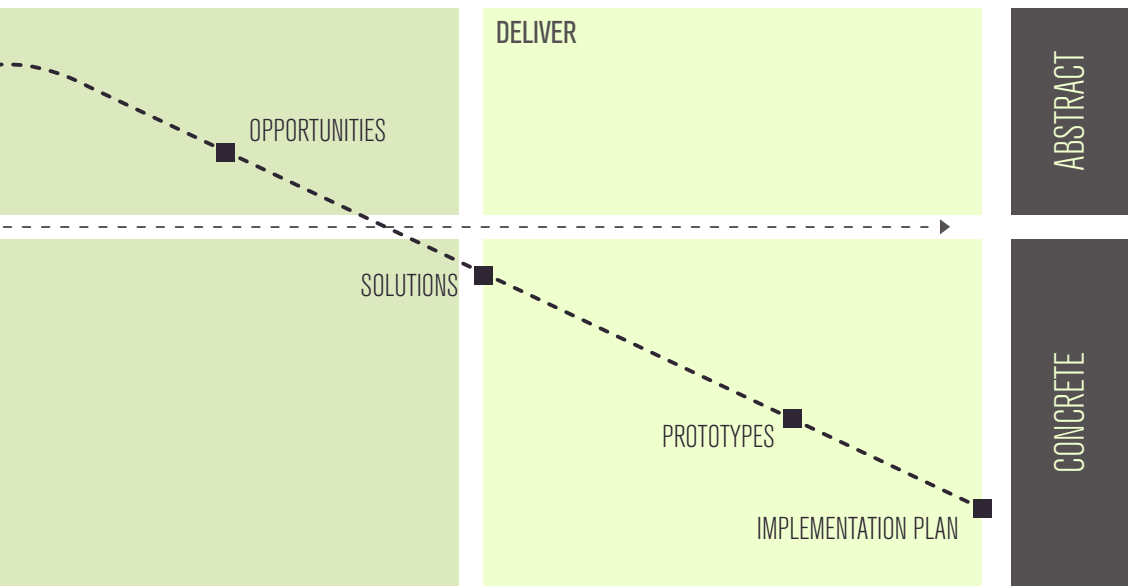 DELIVER
OPPORTUNITIES
ABSTRACT
SOLUTIONS
CONCRETE
PROTOTYPES
IMPLEMENTATION PLAN